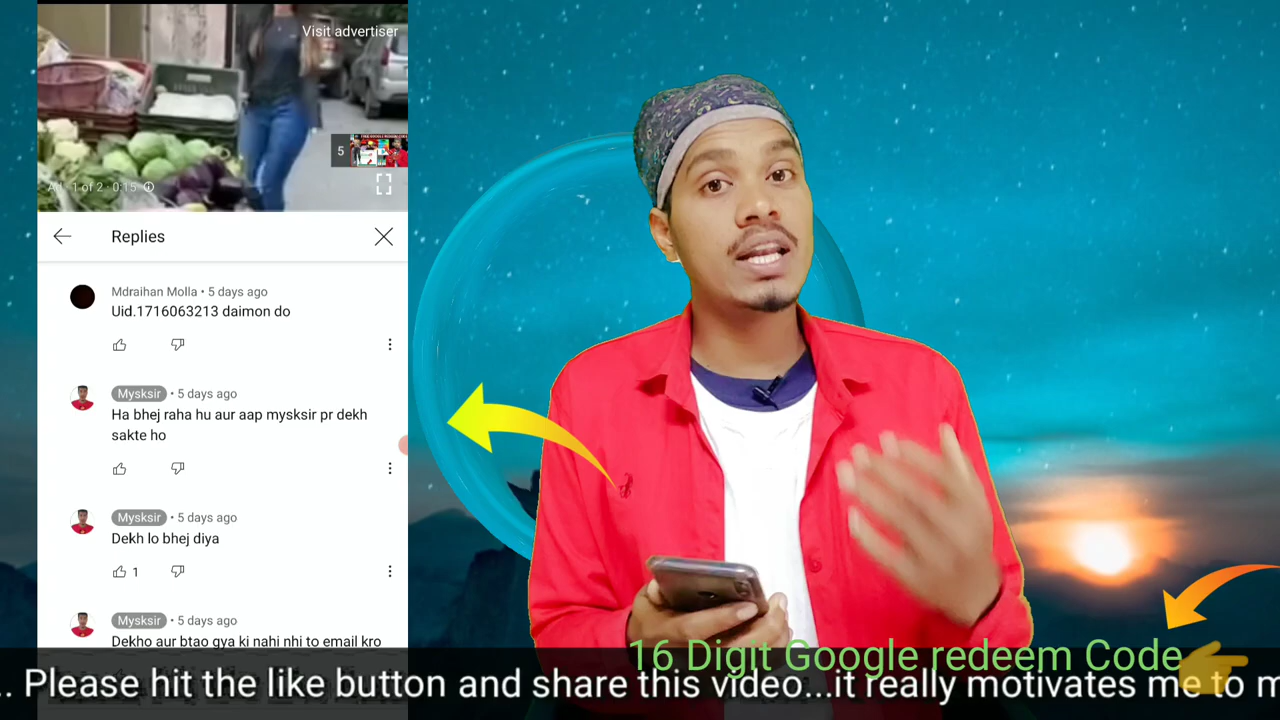 Visit advertiser
5
1 of 2 · 0:15
Replies
Mdraihan Molla • 5 days ago
Uid.1716063213 daimon do
Mysksir • 5 days ago
Ha bhej raha hu aur aap mysksir pr dekh
sakte ho
Mysksir • 5 days ago
Dekh lo bhej diya
1
Mysksir • 5 days ago
Dekho aur btao gya ki nahi nhi to email kro
16 Digit Google redeem Code
.. Please hit the like button and share this video...it really motivates me to m